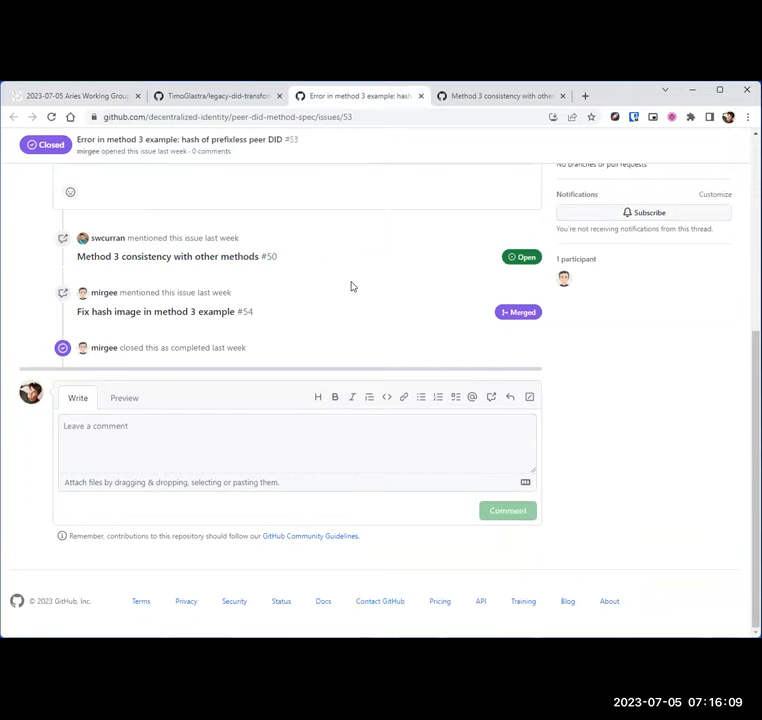 2023-07-05 Aries Working Group
TimoGlastra/legacy-did-transfo
Error in method 3 example: hash
Method 3 consistency with othe
github.com/decentralized-identity/peer-did-method-spec/issues/53
Closed
Error in method 3 example: hash of prefixless peer DID #53
mirgee opened this issue last week · 0 comments
No branches or pull requests
Notifications
Customize
Subscribe
You're not receiving notifications from this thread.
1 participant
swcurran mentioned this issue last week
Method 3 consistency with other methods #50
Open
mirgee mentioned this issue last week
Fix hash image in method 3 example #54
Merged
mirgee closed this as completed last week
Write
Preview
Leave a comment
Attach files by dragging & dropping, selecting or pasting them.
Comment
Remember, contributions to this repository should follow our GitHub Community Guidelines.
© 2023 GitHub, Inc.
Terms
Privacy
Security
Status
Docs
Contact GitHub
Pricing
API
Training
Blog
About
2023-07-05 07:16:09